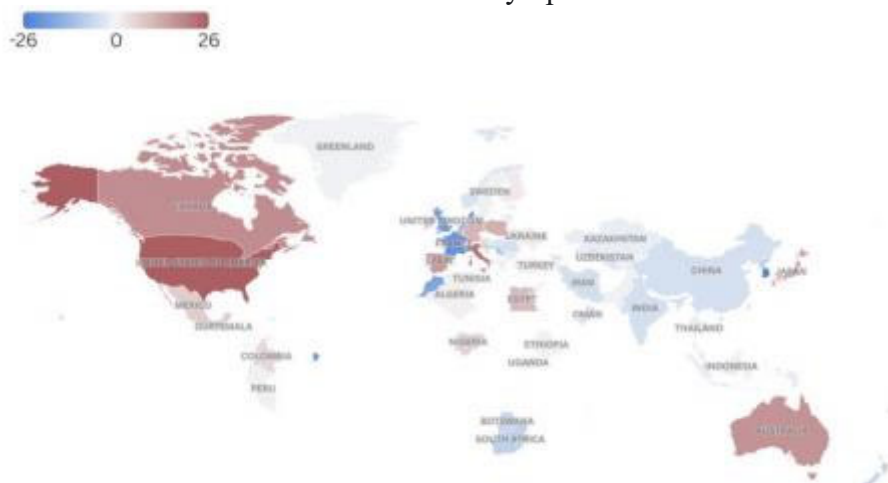 -26 0 26
GREENLAND
SWEDEN
UNITED KINGDOM
UKRAINE
KAZAKHSTAN
UZBEKISTAN
TURKEY
CHINA
JAPAN
TUNISIA
IRAN
ALGERIA
EGYPT
INDIA
OMAN
UNITED STATES OF AMERICA
MEXICO
GUATEMALA
THAILAND
NIGERIA
ETHIOPIA
COLOMBIA
UGANDA
INDONESIA
PERU
BOTSWANA
SOUTH AFRICA
AUSTRALIA